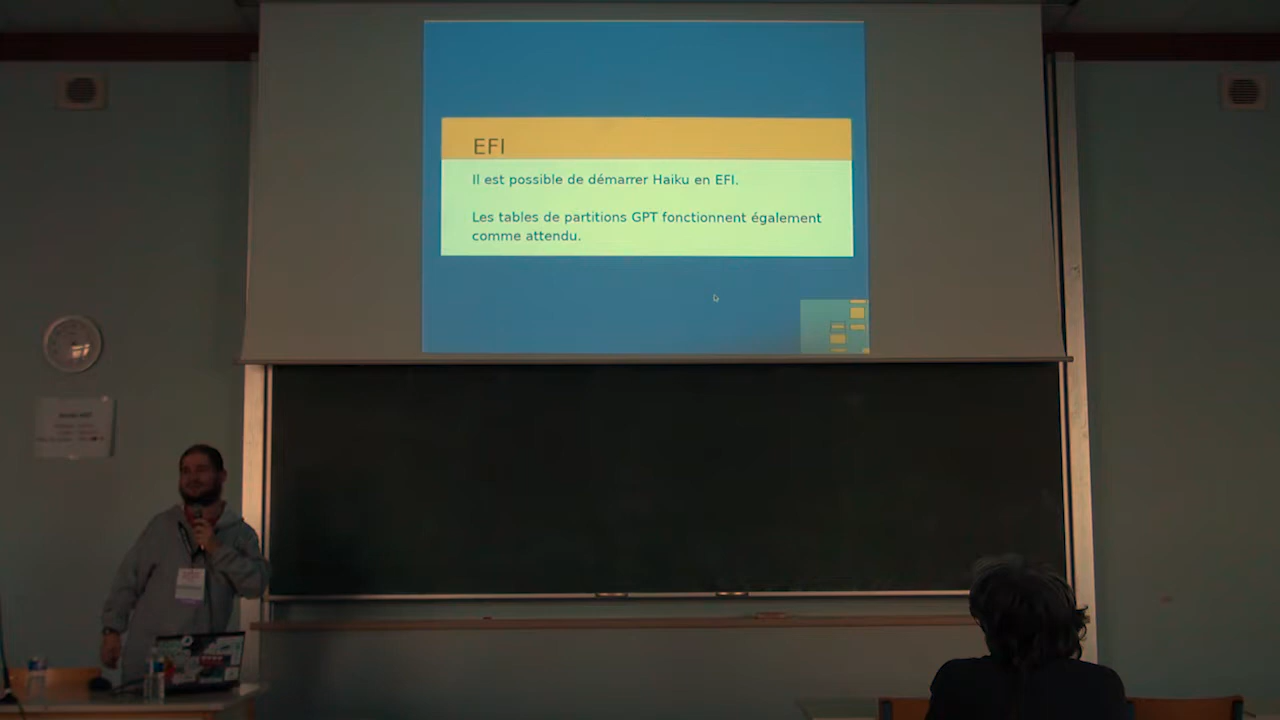 EFI
Il est possible de démarrer Haiku en EFI.
Les tables de partitions GPT fonctionnent également
comme attendu.